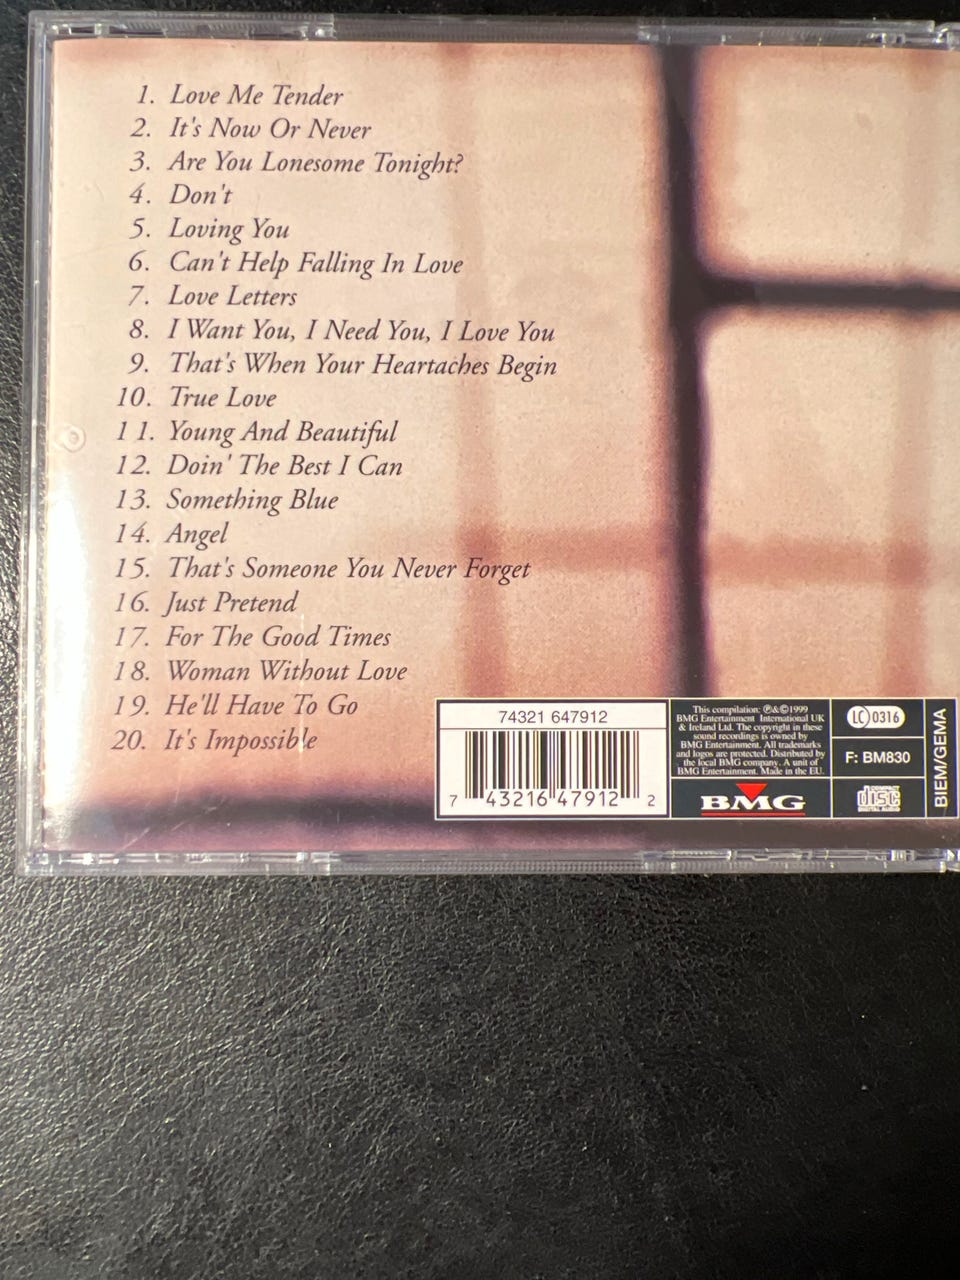 1. Love Me Tender
2. It's Now Or Never
3. Are You Lonesome Tonight?
4. Don't
5. Loving You
6. Can't Help Falling In Love
7. Love Letters
8. I Want You, I Need You, I Love You
9. That's When Your Heartaches Begin
10. True Love
11. Young And Beautiful
12. Doin' The Best I Can
13. Something Blue
14. Angel
15. That's Someone You Never Forget
16. Just Pretend
17. For The Good Times
18. Woman Without Love
19. He'll Have To Go
20. It's Impossible
74321 647912
7 43216 47912 2
This compilation: ℗&©1999
BMG Entertainment International UK
& Ireland Ltd. The copyright in these
sound recordings is owned by
BMG Entertainment. All trademarks
and logos are protected. Distributed by
the local BMG company. A unit of
BMG Entertainment. Made in the EU.
BMG
LC 0316
F: BM830
COMPACT
disc
DIGITAL AUDIO
BIEM/GEMA